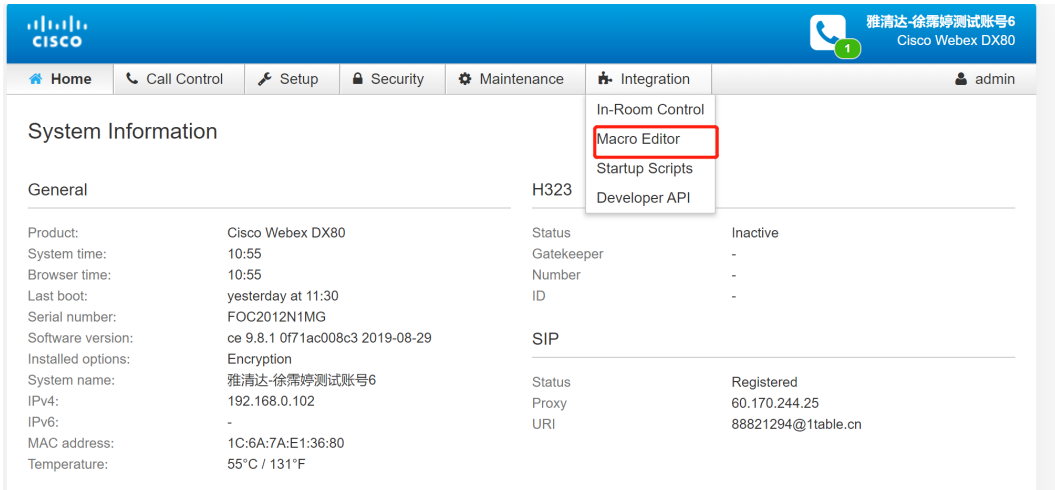 CISCO
雅清达-徐霈婷测试账号6
Cisco Webex DX80
1
Home Call Control Setup Security Maintenance Integration admin
In-Room Control
Macro Editor
Startup Scripts
Developer API
System Information
General
Product: Cisco Webex DX80
System time: 10:55
Browser time: 10:55
Last boot: yesterday at 11:30
Serial number: FOC2012N1MG
Software version: ce 9.8.1 0f71ac008c3 2019-08-29
Installed options: Encryption
System name: 雅清达-徐霈婷测试账号6
IPv4: 192.168.0.102
IPv6: -
MAC address: 1C:6A:7A:E1:36:80
Temperature: 55°C / 131°F
H323
Status Inactive
Gatekeeper -
Number -
ID -
SIP
Status Registered
Proxy 60.170.244.25
URI 88821294@1table.cn